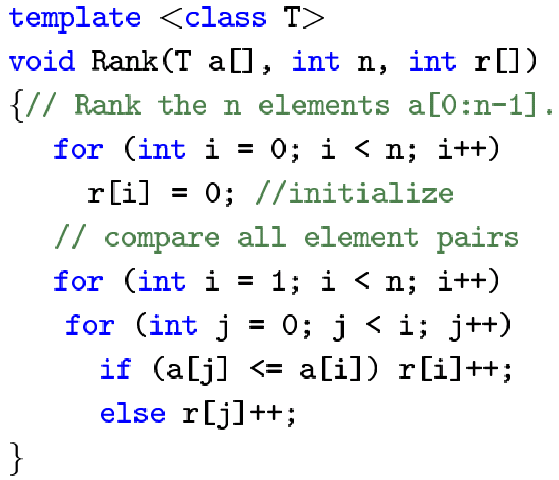 template <class T>
void Rank(T a[], int n, int r[])
{// Rank the n elements a[0:n-1].
for (int i = 0; i < n; i++)
r[i] = 0; //initialize
// compare all element pairs
for (int i = 1; i < n; i++)
for (int j = 0; j < i; j++)
if (a[j] <= a[i]) r[i]++;
else r[j]++;
}